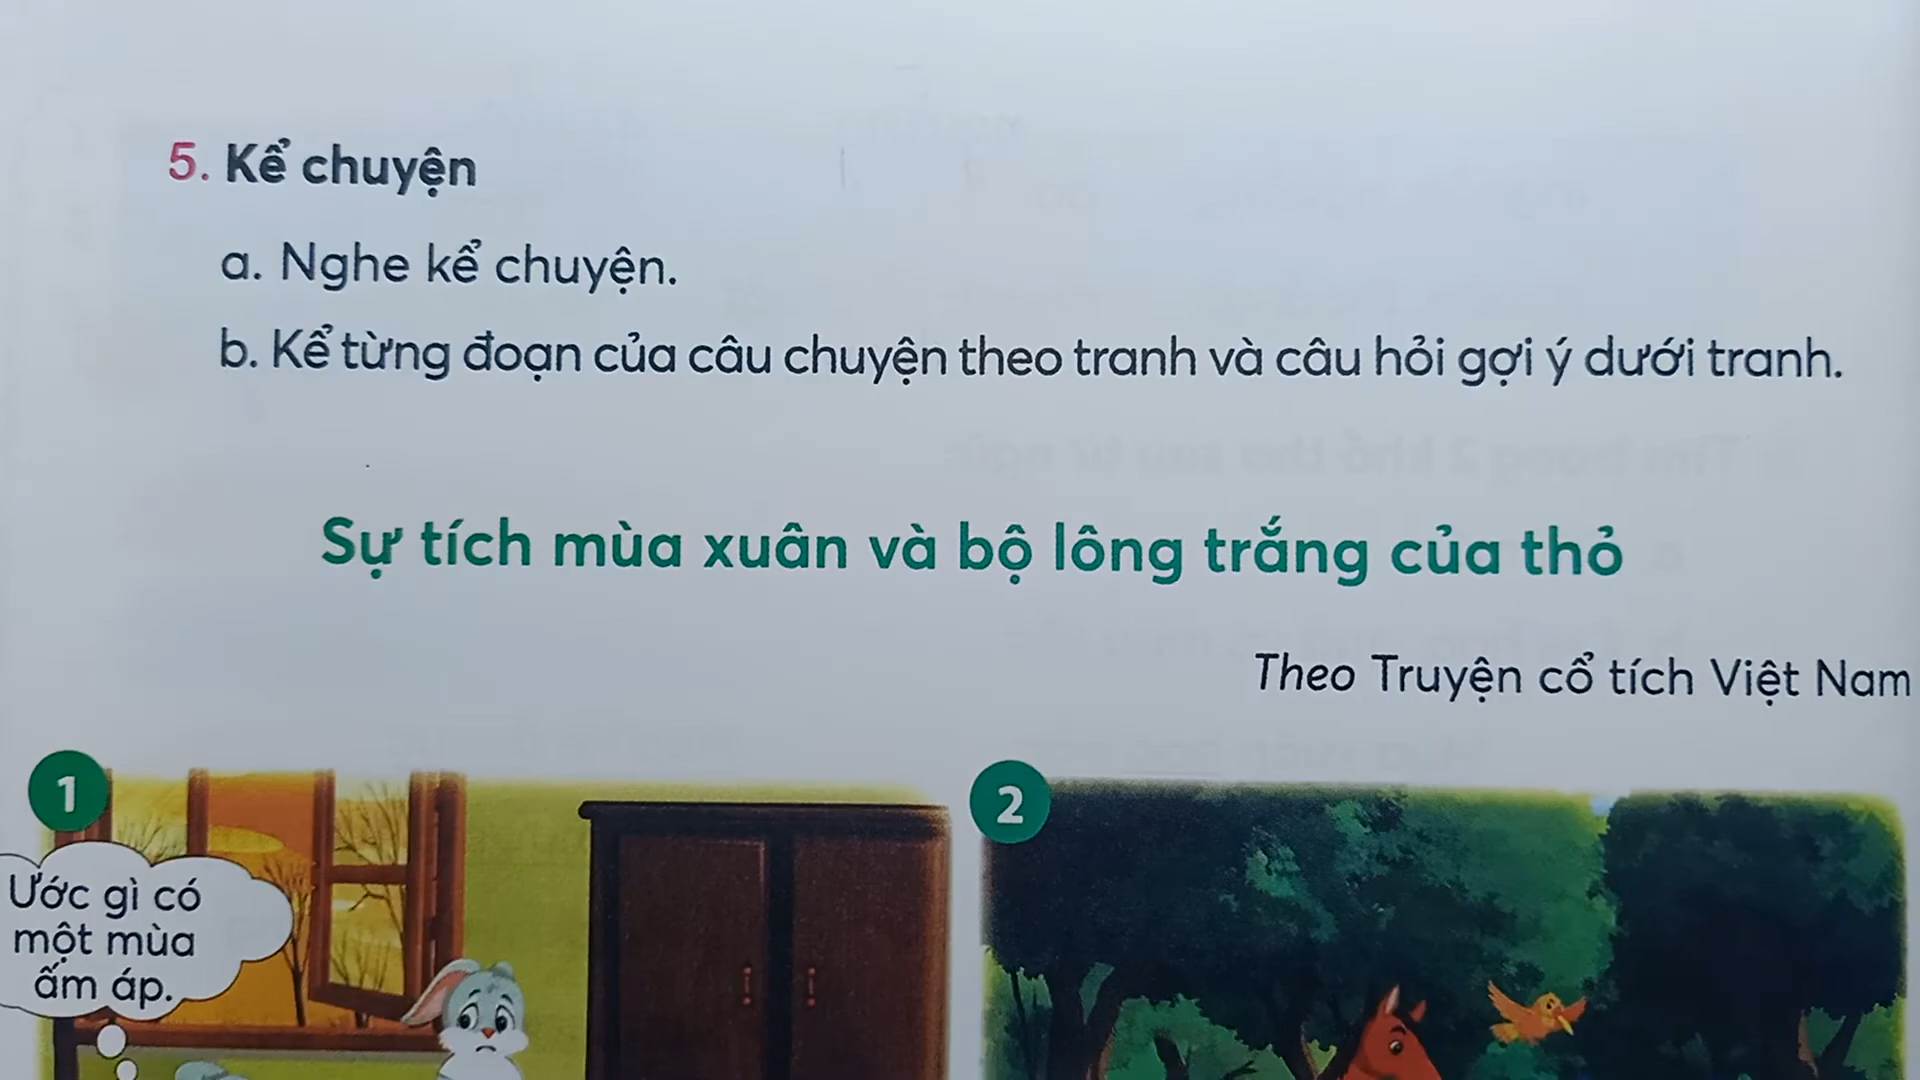 5. Kể chuyện
a. Nghe kể chuyện.
b. Kể từng đoạn của câu chuyện theo tranh và câu hỏi gợi ý dưới tranh.
Sự tích mùa xuân và bộ lông trắng của thỏ
Theo Truyện cổ tích Việt Nam
1
2
Ước gì có
một mùa
ấm áp.